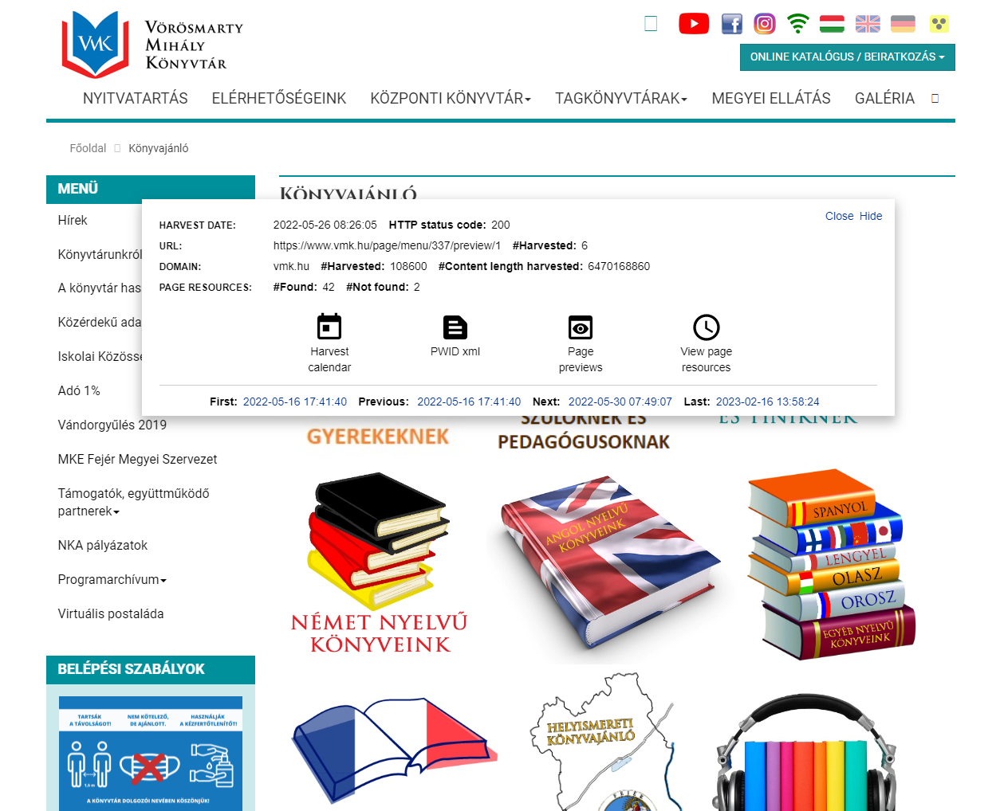 VMK
Vörösmarty
Mihály
Könyvtár
ONLINE KATALÓGUS / BEIRATKOZÁS
NYITVATARTÁS ELÉRHETŐSÉGEINK KÖZPONTI KÖNYVTÁR TAGKÖNYVTÁRAK MEGYEI ELLÁTÁS GALÉRIA
Főoldal Könyvajánló
MENÜ
Könyvajánló
Hírek
Könyvtárunkról
A könyvtár has
Közérdekű ada
Iskolai Közössé
Adó 1%
Vándorgyűlés 2019
MKE Fejér Megyei Szervezet
Támogatók, együttműködő
partnerek
NKA pályázatok
Programarchívum
Virtuális postaláda
Close Hide
HARVEST DATE: 2022-05-26 08:26:05 HTTP status code: 200
URL: https://www.vmk.hu/page/menu/337/preview/1 #Harvested: 6
DOMAIN: vmk.hu #Harvested: 108600 #Content length harvested: 6470168860
PAGE RESOURCES: #Found: 42 #Not found: 2
Harvest
calendar
PWID xml
Page
previews
View page
resources
First: 2022-05-16 17:41:40 Previous: 2022-05-16 17:41:40 Next: 2022-05-30 07:49:07 Last: 2023-02-16 13:58:24
GYEREKEKNEK
SZÜLŐKNEK ÉS
PEDAGÓGUSOKNAK
ÉS TINIKNEK
NÉMET NYELVŰ
KÖNYVEINK
ANGOL NYELVŰ
KÖNYVEINK
SPANYOL
LENGYEL
OLASZ
OROSZ
EGYÉB NYELVŰ
KÖNYVEINK
BELÉPÉSI SZABÁLYOK
TARTSÁK
A TÁVOLSÁGOT!
NEM KÖTELEZŐ,
DE AJÁNLOTT.
HASZNÁLJÁK
A KÉZFERTŐTLENÍTŐT!
1,5 m
A KÖNYVTÁR DOLGOZÓI NEVÉBEN KÖSZÖNJÜK!
HELYISMERETI
KÖNYVAJÁNLÓ